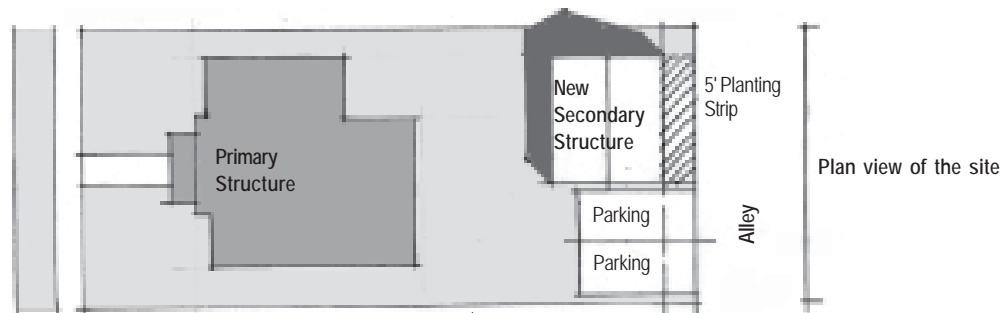 Primary
Structure
New
Secondary
Structure
5' Planting
Strip
Parking
Parking
Alley
Plan view of the site